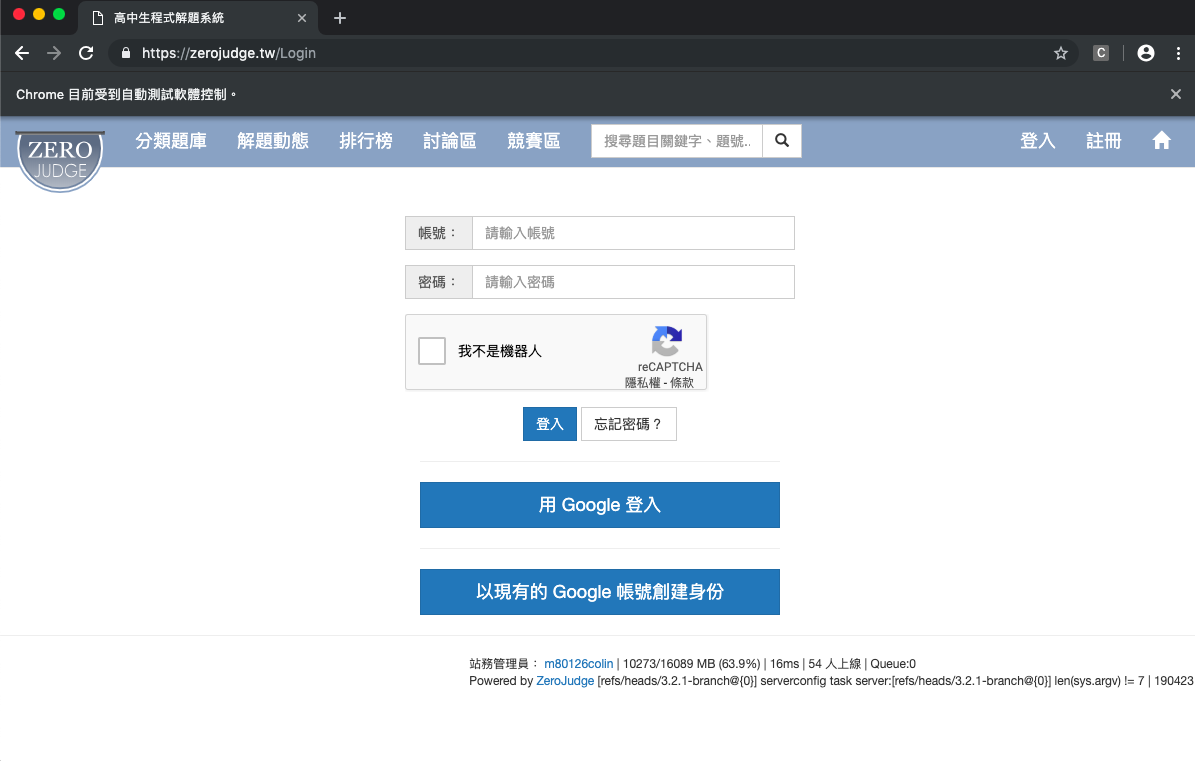 高中生程式解題系統
https://zerojudge.tw/Login
C
Chrome 目前受到自動測試軟體控制。
ZERO
JUDGE
分類題庫 解題動態 排行榜 討論區 競賽區 搜尋題目關鍵字、題號.. 登入 註冊
帳號： 請輸入帳號
密碼： 請輸入密碼
我不是機器人
reCAPTCHA
隱私權 - 條款
登入 忘記密碼？
用 Google 登入
以現有的 Google 帳號創建身份
站務管理員： m80126colin | 10273/16089 MB (63.9%) | 16ms | 54 人上線 | Queue:0
Powered by ZeroJudge [refs/heads/3.2.1-branch@{0}] serverconfig task server:[refs/heads/3.2.1-branch@{0}] len(sys.argv) != 7 | 190423